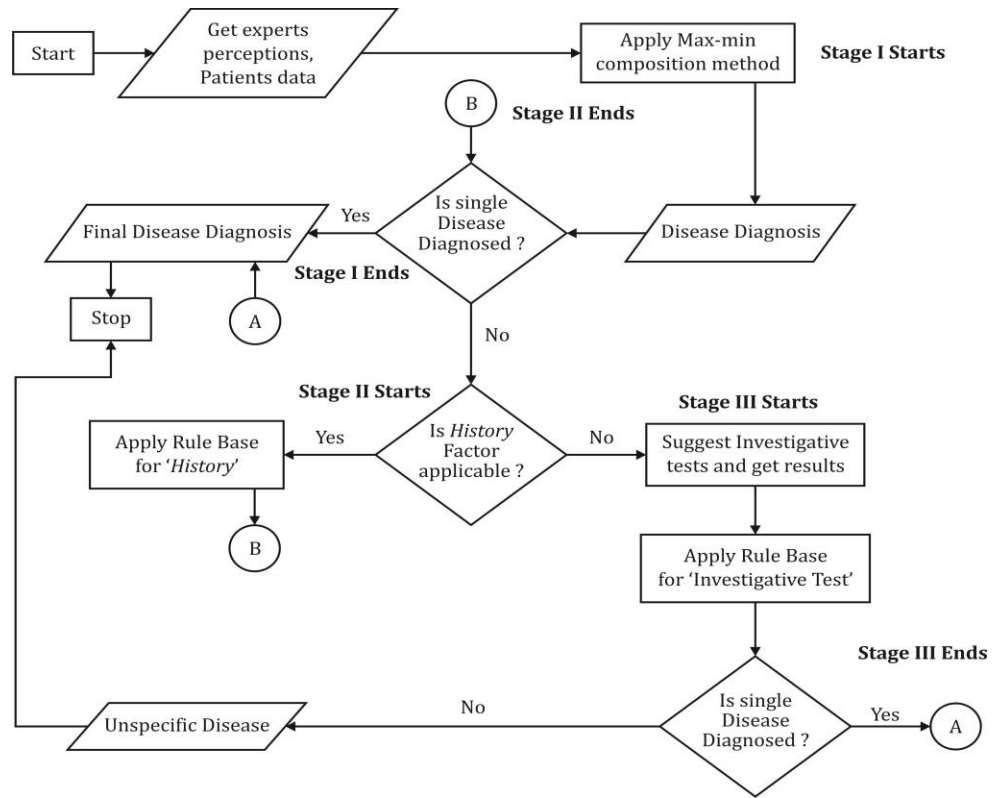 Start
Get experts
perceptions,
Patients data
Apply Max-min
composition method
Stage I Starts
B
Stage II Ends
Is single
Disease
Diagnosed ?
Yes
Final Disease Diagnosis
Disease Diagnosis
Stage I Ends
Stop
A
No
Stage II Starts
Stage III Starts
Apply Rule Base
for ‘History’
Yes
Is History
Factor
applicable ?
No
Suggest Investigative
tests and get results
B
Apply Rule Base
for ‘Investigative Test’
Stage III Ends
Unspecific Disease
No
Is single
Disease
Diagnosed ?
Yes
A